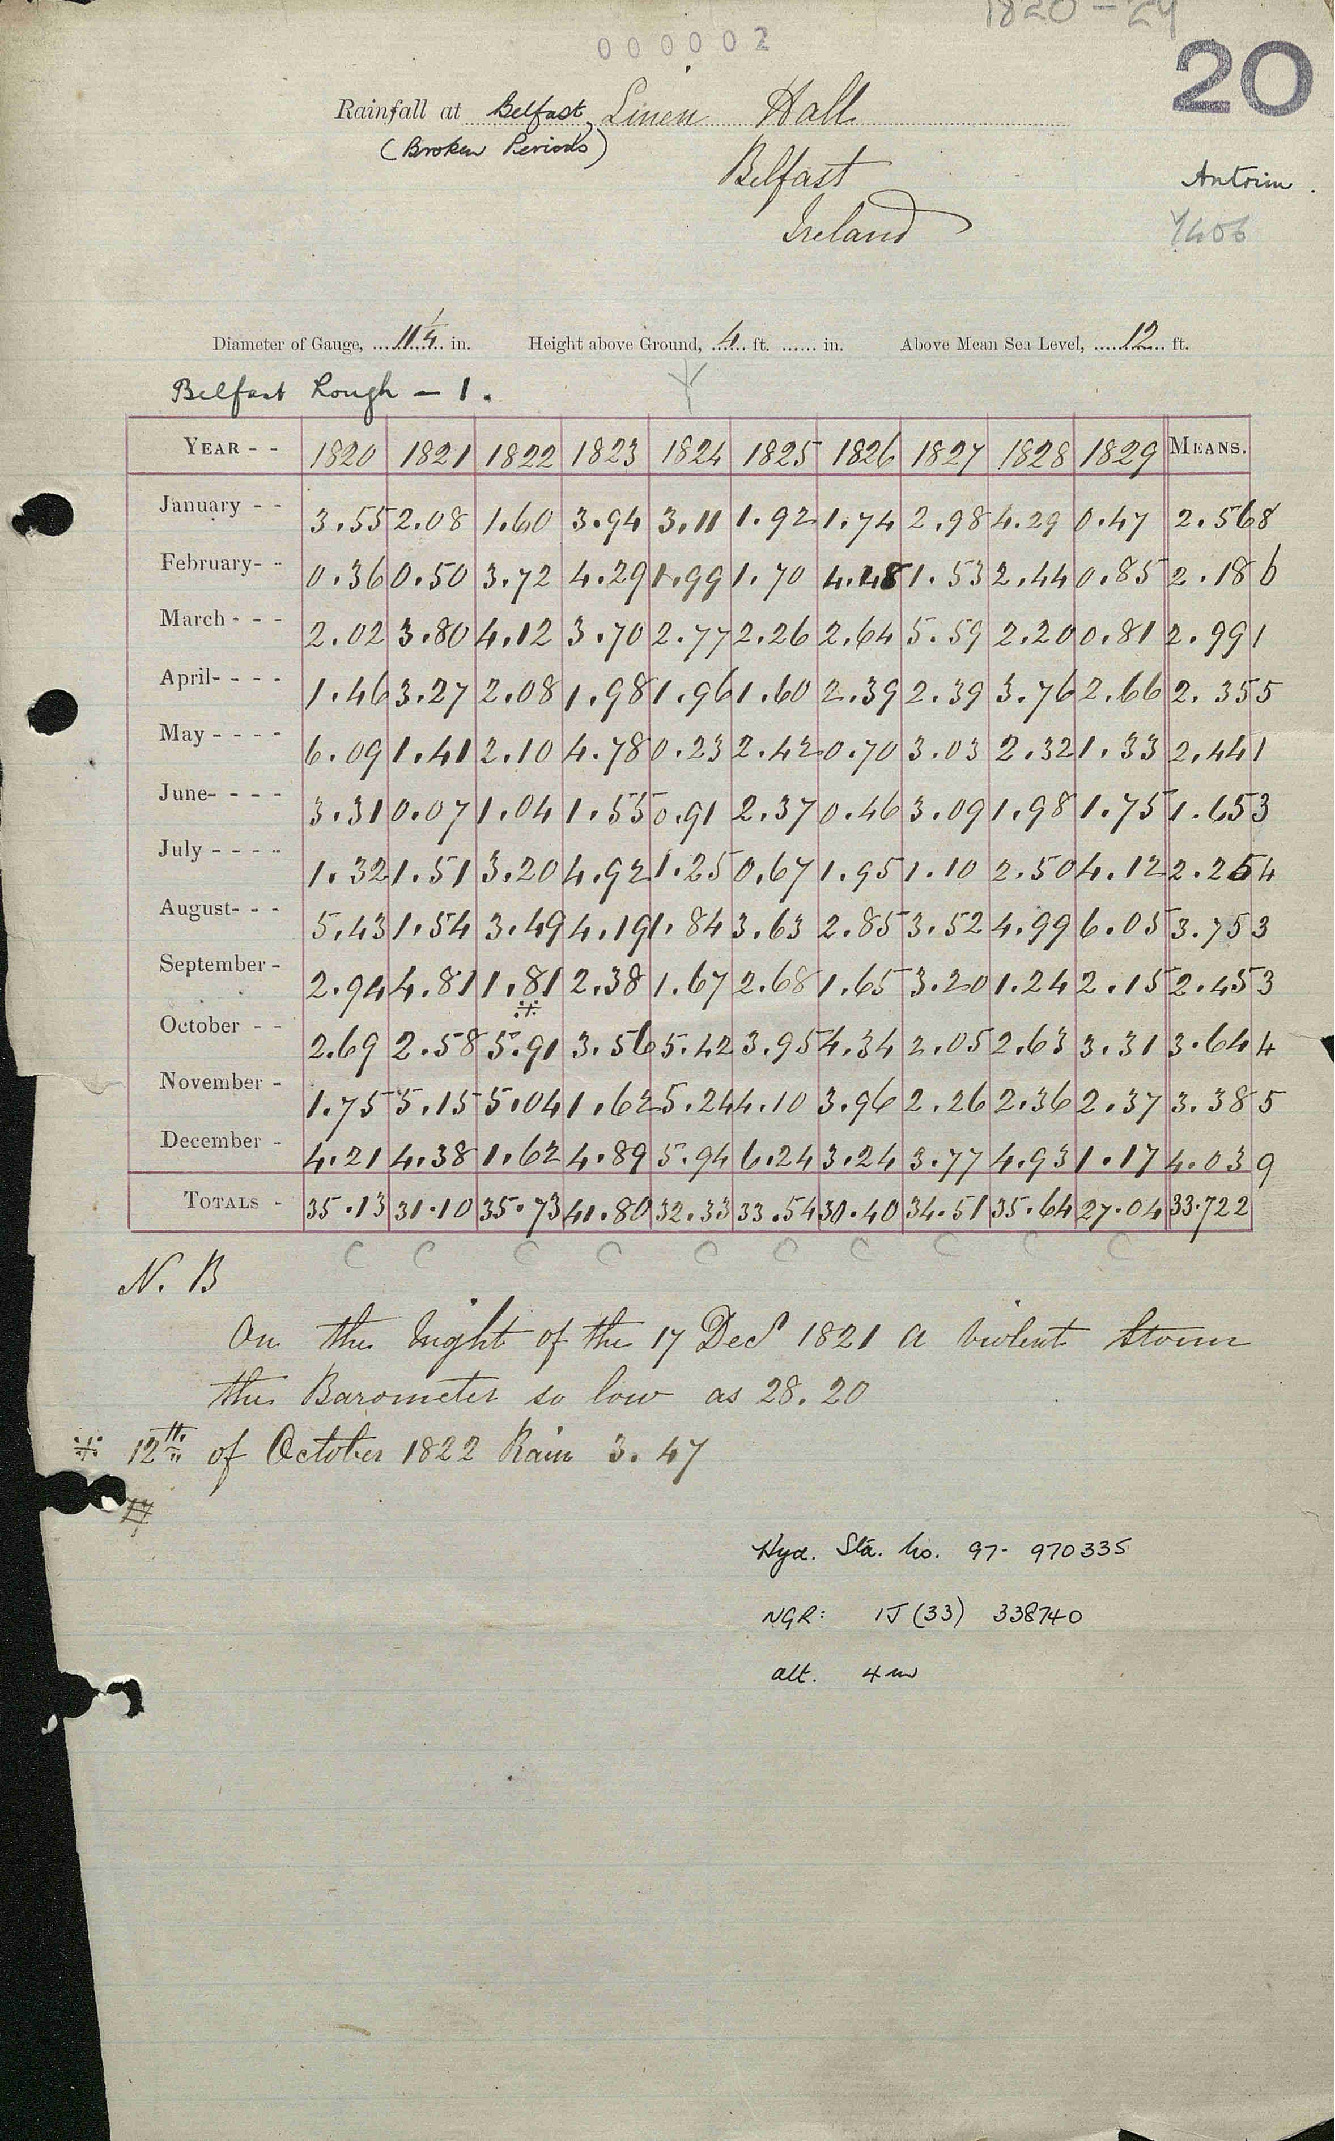 1820-29
000002
20
Rainfall at Belfast, Linen Hall
(Broken Periods)
Belfast
Antrim.
Ireland
Diameter of Gauge, 11 1/4 in. Height above Ground, 4 ft. ...... in. Above Mean Sea Level, 12 ft.
Belfast Lough - 1.
YEAR - - 1820 1821 1822 1823 1824 1825 1826 1827 1828 1829 MEANS.
January - - 3.55 2.08 1.60 3.94 3.11 1.92 1.74 2.98 4.29 0.47 2.568
February- - 0.36 0.50 3.72 4.29 1.99 1.70 4.48 1.53 2.44 0.85 2.186
March - - - 2.02 3.80 4.12 3.70 2.77 2.26 2.64 5.59 2.20 0.81 2.991
April- - - - 1.46 3.27 2.08 1.98 1.96 1.60 2.39 2.39 3.76 2.66 2.355
May - - - - 6.09 1.41 2.10 4.78 0.23 2.42 0.70 3.03 2.32 1.33 2.441
June- - - - 3.31 0.07 1.04 1.55 0.91 2.37 0.46 3.09 1.98 1.75 1.653
July - - - - 1.32 1.51 3.20 4.92 1.25 0.67 1.95 1.10 2.50 4.12 2.254
August- - - 5.43 1.54 3.49 4.19 1.84 3.63 2.85 3.52 4.99 6.05 3.753
September - 2.94 4.81 1.81 2.38 1.67 2.68 1.65 3.20 1.24 2.15 2.453
October - - 2.69 2.58 ※ 5.91 3.56 5.42 3.95 4.34 2.05 2.63 3.31 3.644
November - 1.75 5.15 5.04 1.62 5.24 4.10 3.96 2.26 2.36 2.37 3.385
December - 4.21 4.38 1.62 4.89 5.94 6.24 3.24 3.77 4.93 1.17 4.039
TOTALS - 35.13 31.10 35.73 41.80 32.33 33.54 30.40 34.51 35.64 27.04 33.722
C C C C C C C C C C
N. B
On the Night of the 17 Decr 1821 a violent Storm
the Barometer so low as 28.20
※ 12th of October 1822 Rain 3.47
Hyd. Sta. No. 97- 970335
NGR: IJ (33) 338740
alt. 4m